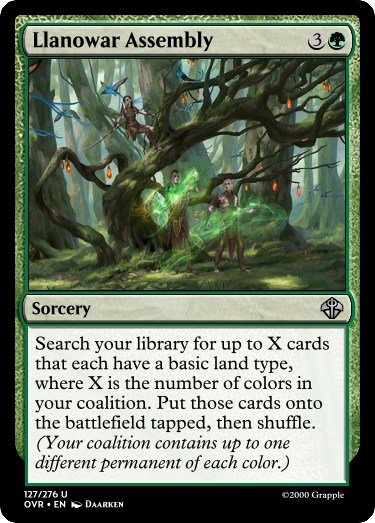 Llanowar Assembly 3
Sorcery
Search your library for up to X cards
that each have a basic land type,
where X is the number of colors in
your coalition. Put those cards onto
the battlefield tapped, then shuffle.
(Your coalition contains up to one
different permanent of each color.)
127/276 U
OVR • EN DAARKEN
©2000 Grapple